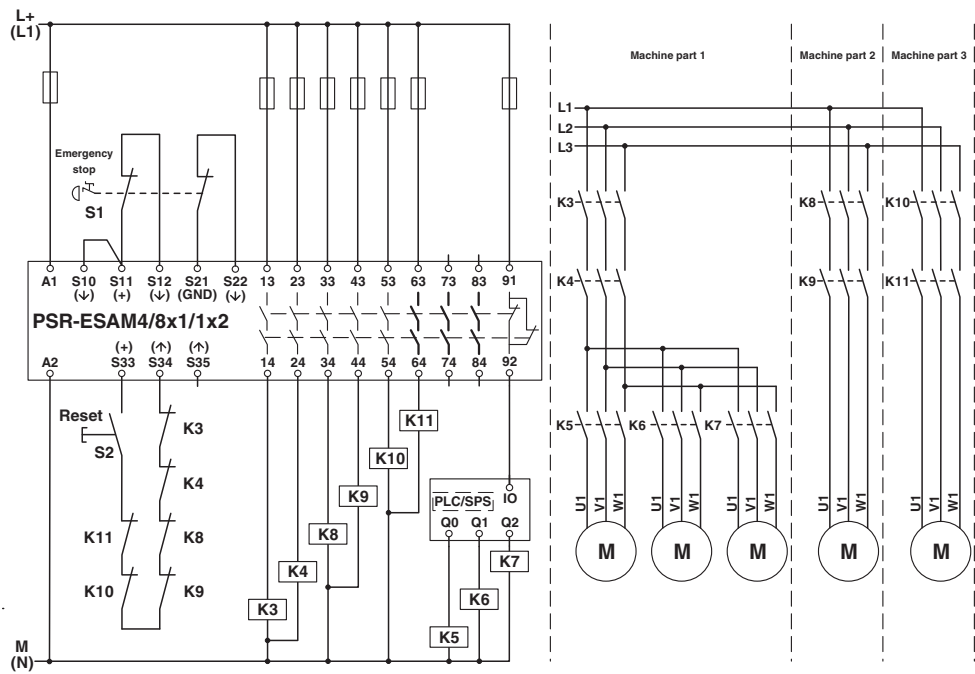 L+
(L1)
Machine part 1
Machine part 2
Machine part 3
L1
L2
L3
Emergency
stop
S1
K3
K8
K10
K4
K9
K11
A1 S10 S11 S12 S21 S22 13 23 33 43 53 63 73 83 91
(↓) (+) (↓) (GND) (↓)
PSR-ESAM4/8x1/1x2
(+) (↑) (↑)
A2 S33 S34 S35 14 24 34 44 54 64 74 84 92
Reset
S2
K3
K4
K11
K8
K10
K9
K11
K10
K9
K8
K4
K3
PLC/SPS
IO
Q0 Q1 Q2
K7
K6
K5
K5
K6
K7
U1 V1 W1
U1 V1 W1
U1 V1 W1
U1 V1 W1
U1 V1 W1
M
M
M
M
M
M
(N)